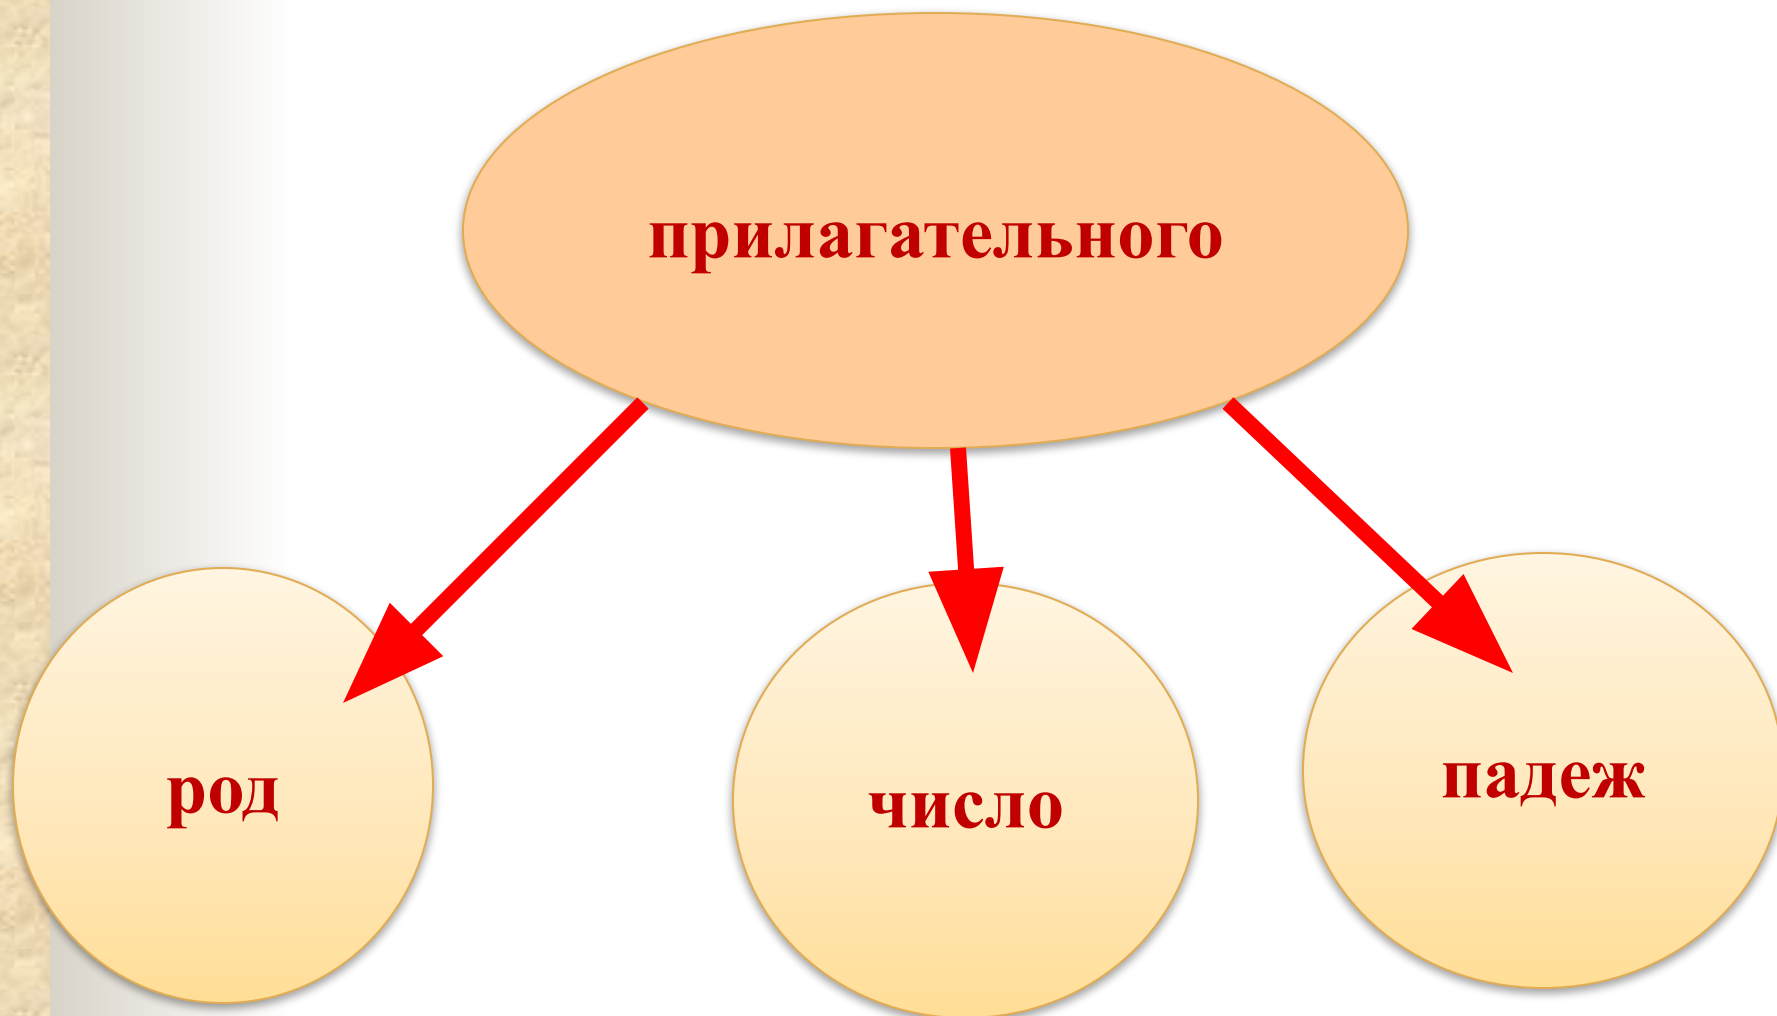 прилагательного
род
число
падеж